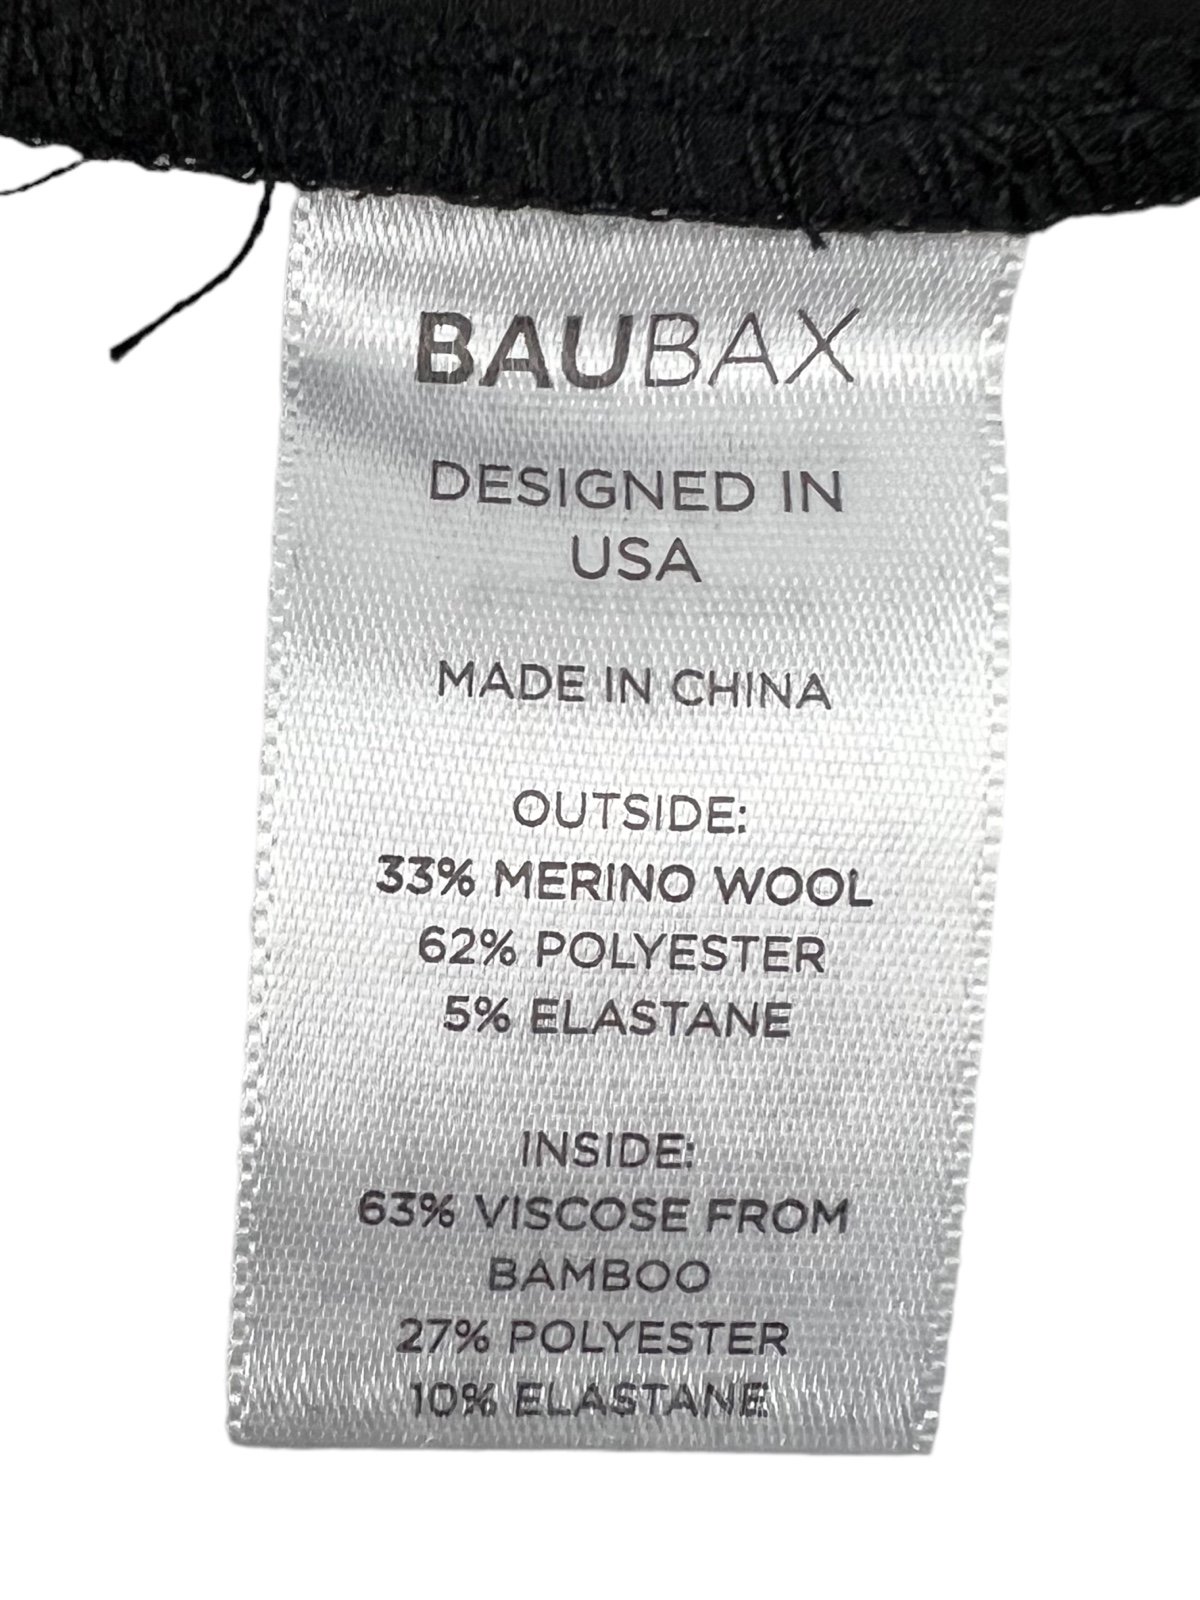 BAUBAX
DESIGNED IN
USA
MADE IN CHINA
OUTSIDE:
33% MERINO WOOL
62% POLYESTER
5% ELASTANE
INSIDE:
63% VISCOSE FROM
BAMBOO
27% POLYESTER
10% ELASTANE